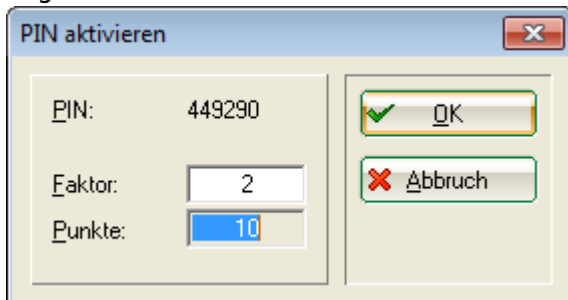 PIN aktivieren
PIN: 449290
OK
Faktor: 2
Abbruch
Punkte: 10